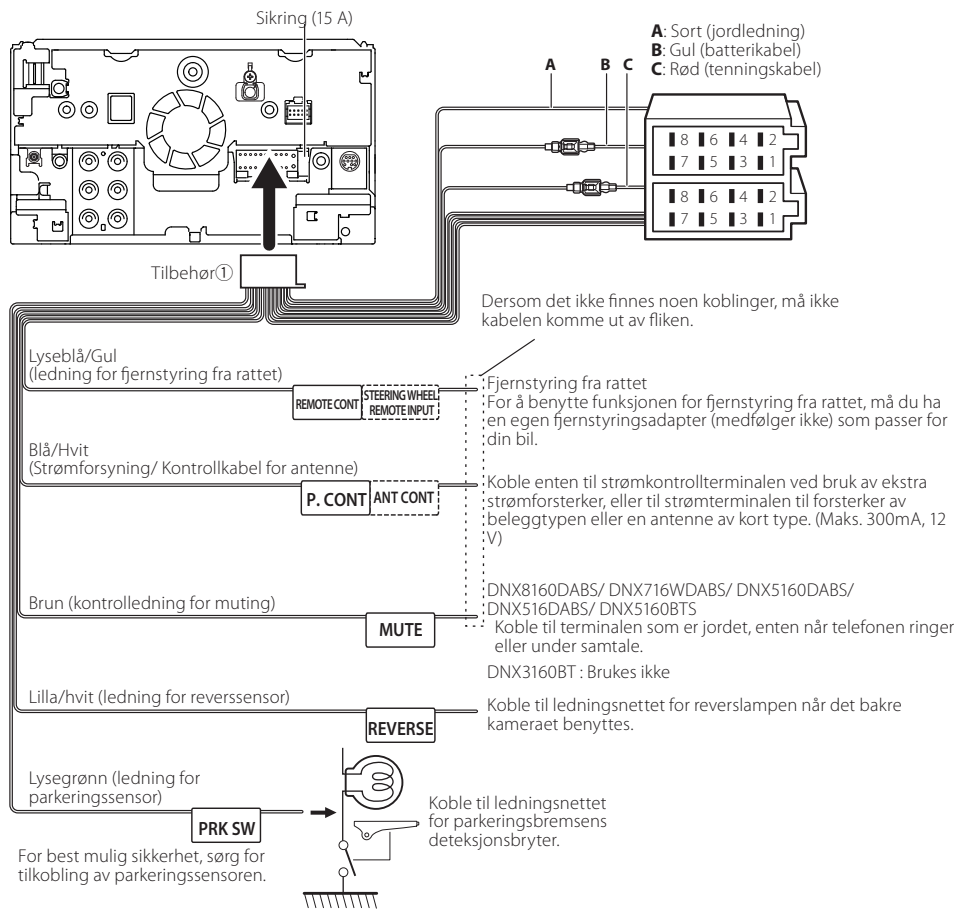 Sikring (15 A)
A: Sort (jordledning)
B: Gul (batterikabel)
C: Rød (tenningskabel)
A B C
8 6 4 2
7 5 3 1
8 6 4 2
7 5 3 1
Tilbehør①
Dersom det ikke finnes noen koblinger, må ikke
kabelen komme ut av fliken.
Lyseblå/Gul
(ledning for fjernstyring fra rattet)
REMOTE CONT
STEERING WHEEL
REMOTE INPUT
Fjernstyring fra rattet
For å benytte funksjonen for fjernstyring fra rattet, må du ha
en egen fjernstyringsadapter (medfølger ikke) som passer for
din bil.
Blå/Hvit
(Strømforsyning/ Kontrollkabel for antenne)
P. CONT
ANT CONT
Koble enten til strømkontrollterminalen ved bruk av ekstra
strømforsterker, eller til strømterminalen til forsterker av
beleggtypen eller en antenne av kort type. (Maks. 300mA, 12
V)
Brun (kontrolledning for muting)
MUTE
DNX8160DABS/ DNX716WDABS/ DNX5160DABS/
DNX516DABS/ DNX5160BTS
Koble til terminalen som er jordet, enten når telefonen ringer
eller under samtale.
DNX3160BT : Brukes ikke
Lilla/hvit (ledning for reverssensor)
REVERSE
Koble til ledningsnettet for reverslampen når det bakre
kameraet benyttes.
Lysegrønn (ledning for
parkeringssensor)
PRK SW
Koble til ledningsnettet
for parkeringsbremsens
deteksjonsbryter.
For best mulig sikkerhet, sørg for
tilkobling av parkeringssensoren.